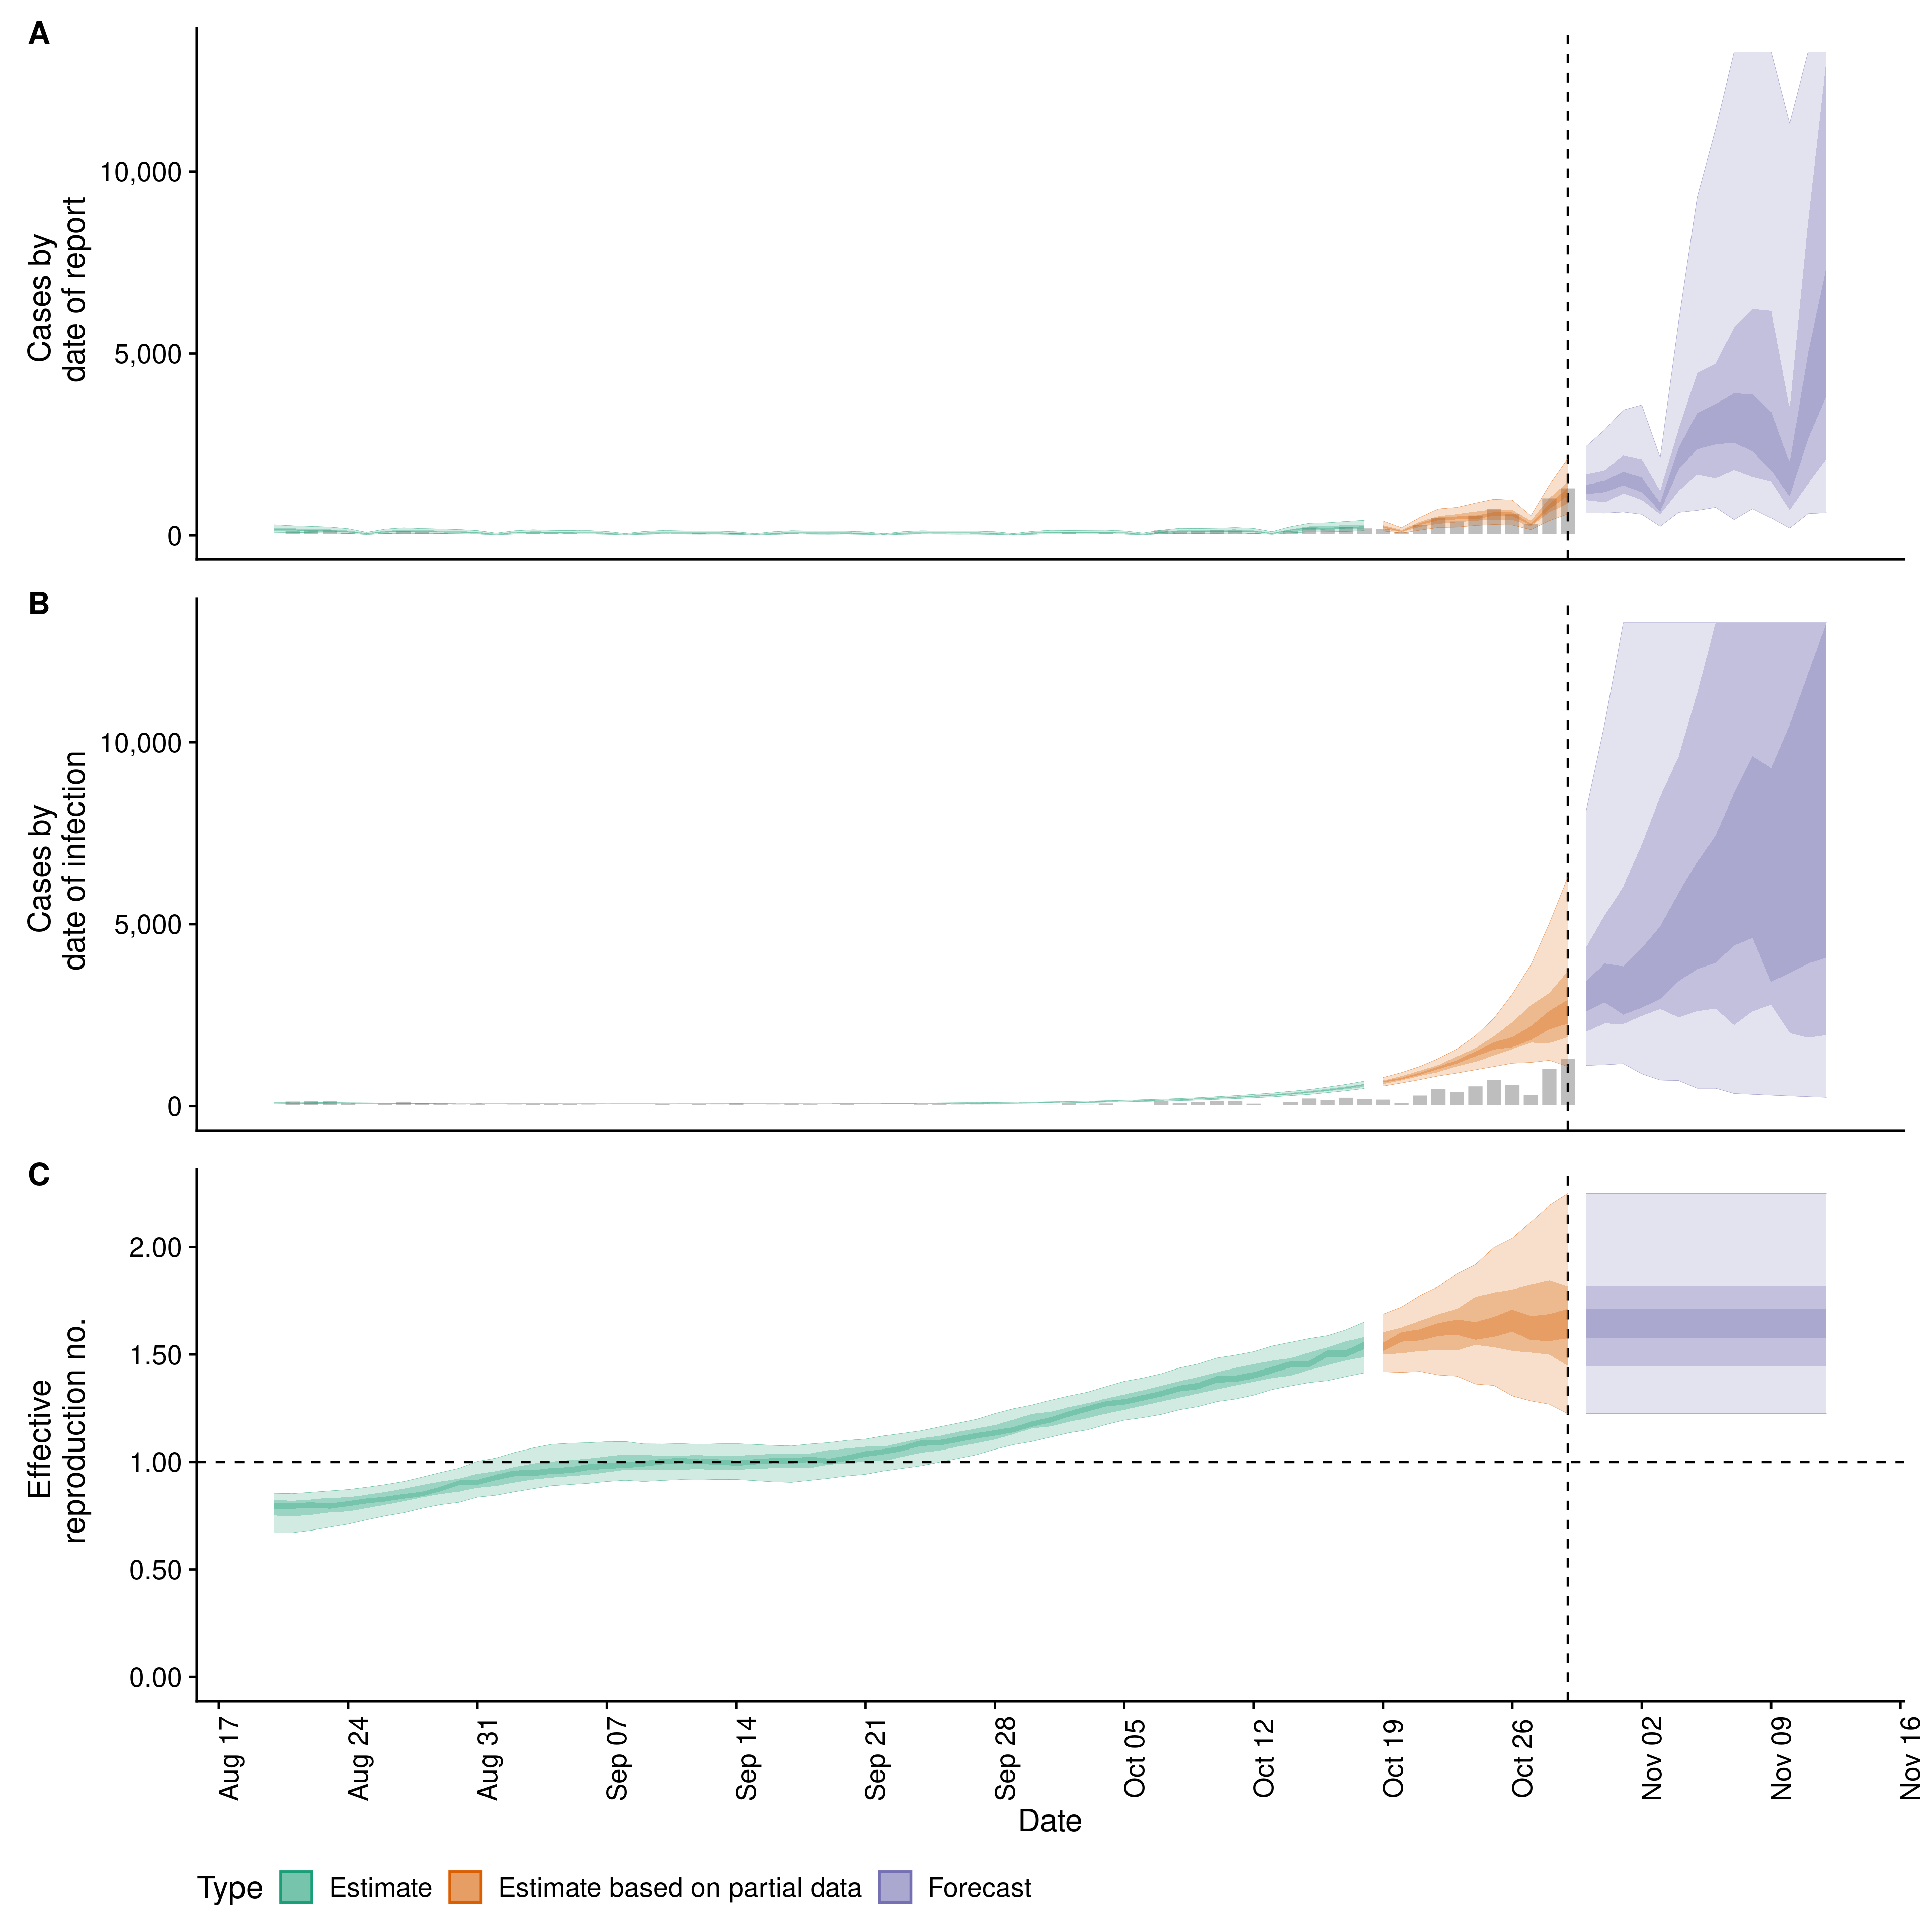 A
Cases by
date of report
10,000
5,000
0
B
Cases by
date of infection
10,000
5,000
0
C
Effective
reproduction no.
2.00
1.50
1.00
0.50
0.00
Aug 17
Aug 24
Aug 31
Sep 07
Sep 14
Sep 21
Sep 28
Oct 05
Oct 12
Oct 19
Oct 26
Nov 02
Nov 09
Nov 16
Date
Type Estimate Estimate based on partial data Forecast